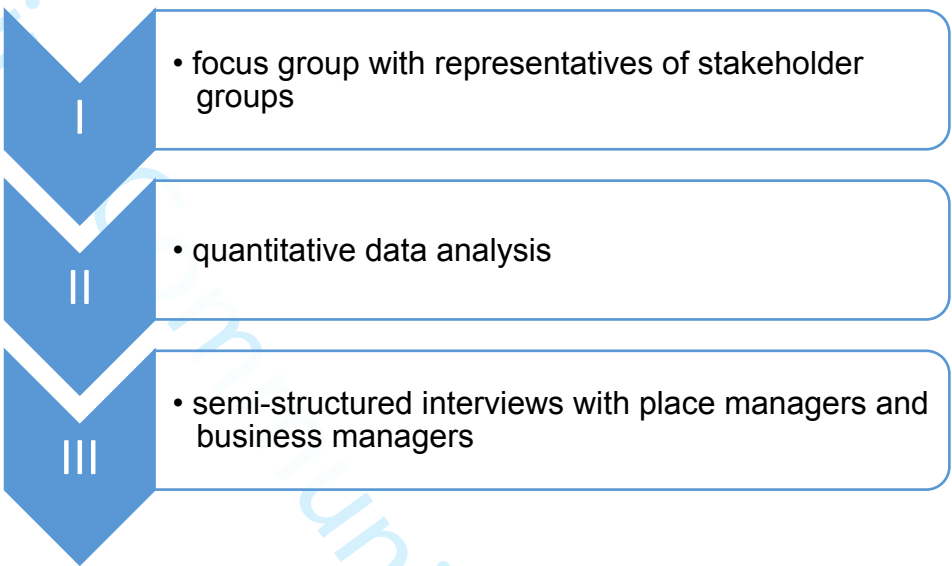 I
• focus group with representatives of stakeholder
groups
II
• quantitative data analysis
III
• semi-structured interviews with place managers and
business managers